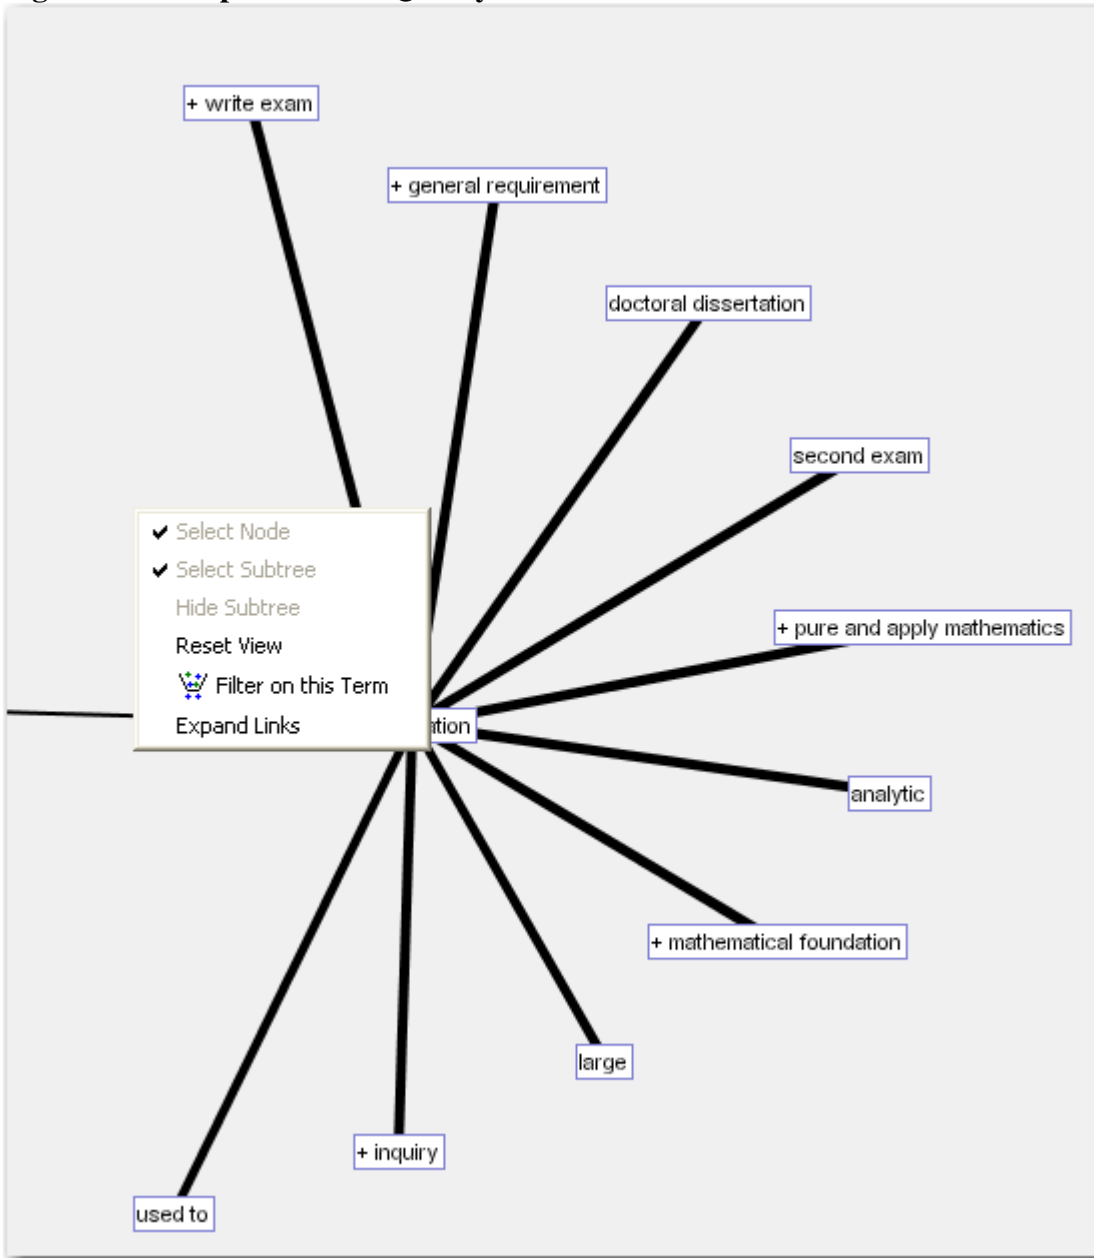 + write exam
+ general requirement
doctoral dissertation
second exam
Select Node
Select Subtree
Hide Subtree
+ pure and apply mathematics
Reset View
Filter on this Term
Expand Links
ation
analytic
+ mathematical foundation
large
+ inquiry
used to